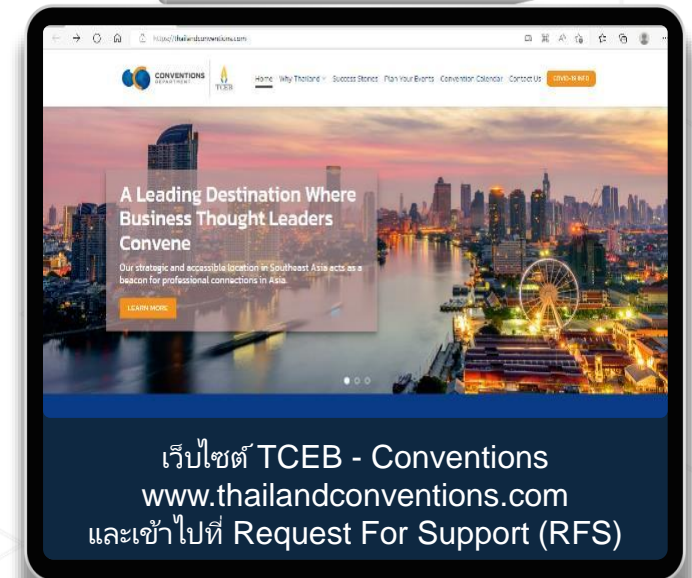 https://thailandconventions.com
CONVENTIONS
DEPARTMENT
TCEB
Home Why Thailand Success Stories Plan Your Events Convention Calendar Contact Us COVID-19 INFO
A Leading Destination Where
Business Thought Leaders
Convene
Our strategic and accessible location in Southeast Asia acts as a
beacon for professional connections in Asia.
LEARN MORE
เว็บไซต์ TCEB - Conventions
www.thailandconventions.com
และเข้าไปที่ Request For Support (RFS)